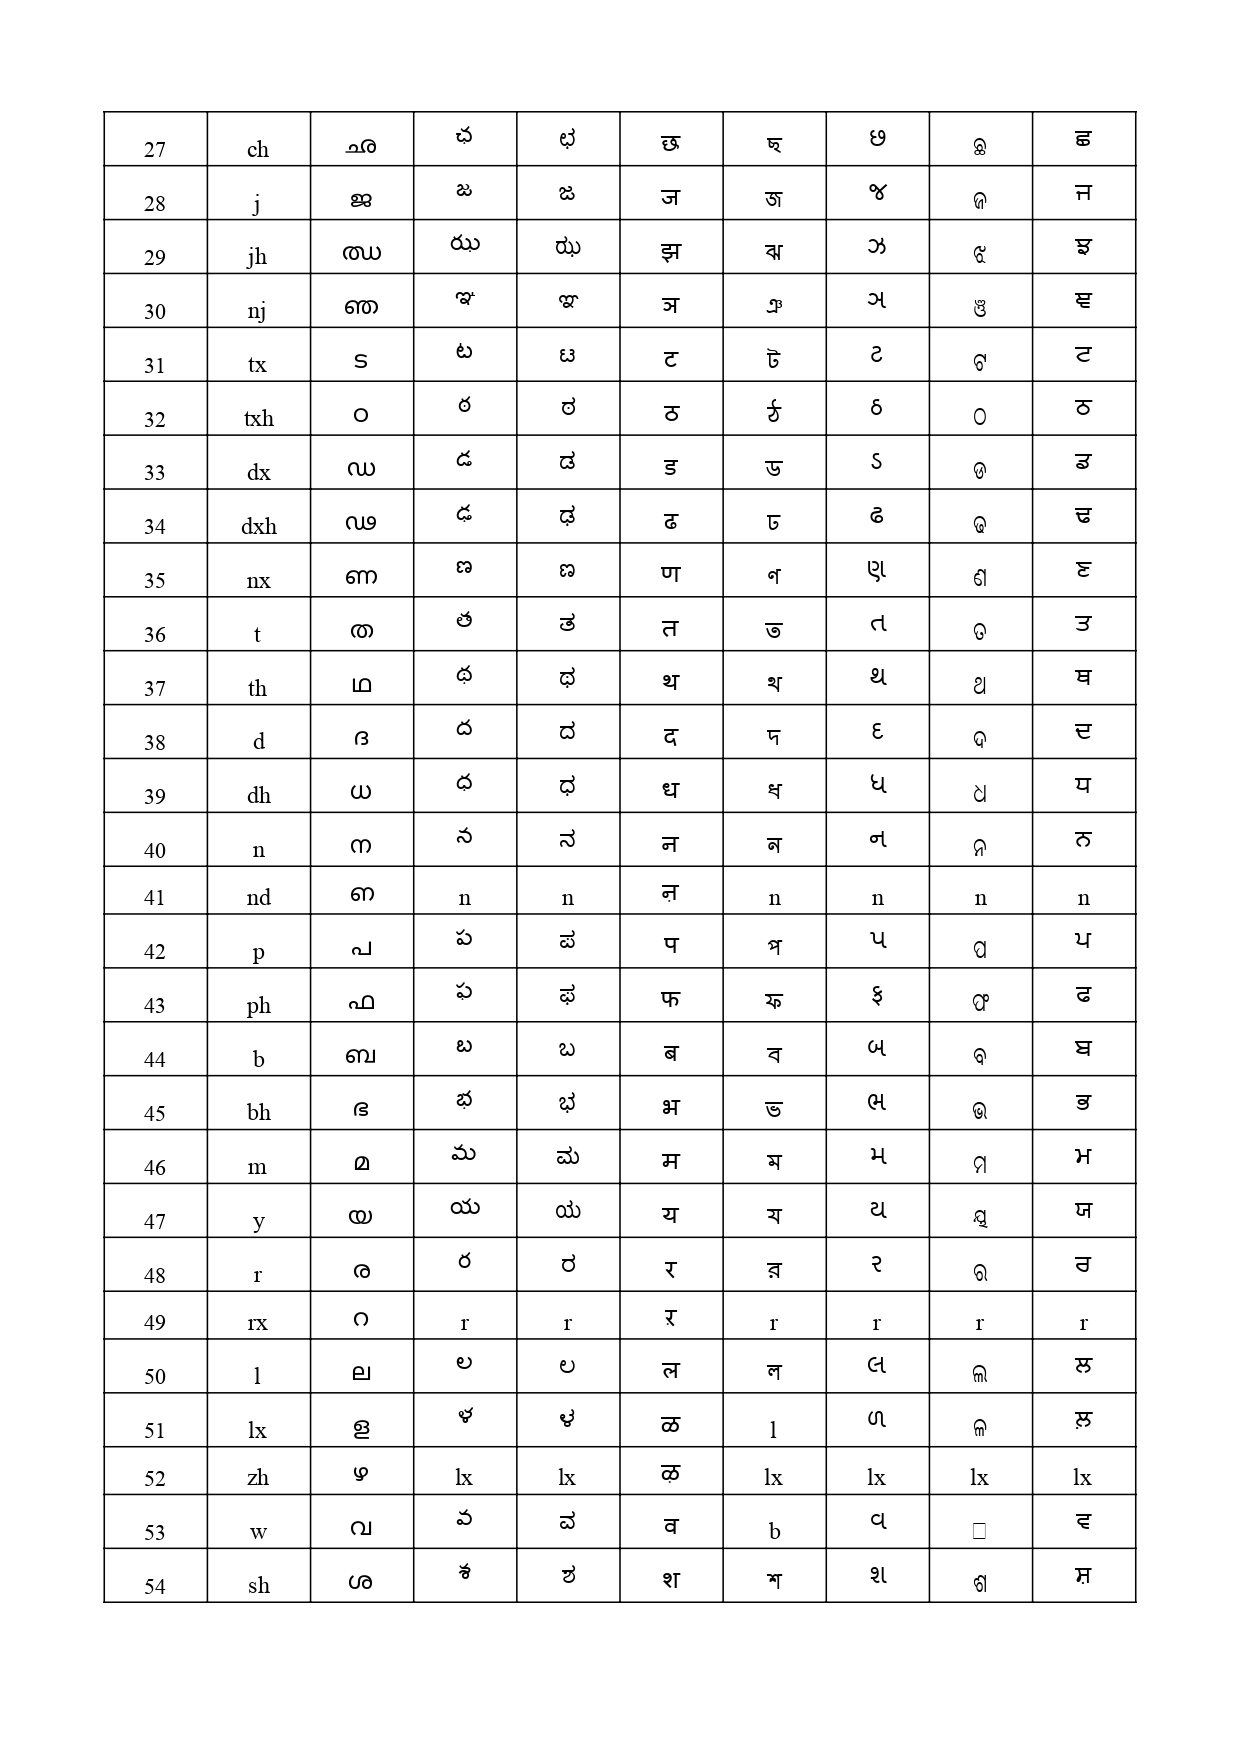 27 ch ഛ ఛ ಛ छ ছ છ ଛ ਛ
28 j ജ జ ಜ ज জ જ ଜ ਜ
29 jh ഝ ఝ ಝ झ ঝ ઝ ଝ ਝ
30 nj ഞ ఞ ಞ ञ ঞ ઞ ଞ ਞ
31 tx ട ట ಟ ट ট ટ ଟ ਟ
32 txh ഠ ఠ ಠ ठ ঠ ઠ ଠ ਠ
33 dx ഡ డ ಡ ड ড ડ ଡ ਡ
34 dxh ഢ ఢ ಢ ढ ঢ ઢ ଢ ਢ
35 nx ണ ణ ಣ ण ণ ણ ଣ ਣ
36 t ത త ತ त ত ત ତ ਤ
37 th ഥ థ ಥ थ থ થ ଥ ਥ
38 d ദ ద ದ द দ દ ଦ ਦ
39 dh ധ ధ ಧ ध ধ ધ ଧ ਧ
40 n ന న ನ न ন ન ନ ਨ
41 nd ൺ n n ऩ n n n n
42 p പ ప ಪ प প પ ପ ਪ
43 ph ഫ ఫ ಫ फ ফ ફ ଫ ਫ
44 b ബ బ ಬ ब ব બ ବ ਬ
45 bh ഭ భ ಭ भ ভ ભ ଭ ਭ
46 m മ మ ಮ म ম મ ମ ਮ
47 y യ య ಯ य য ય ୟ ਯ
48 r ര ర ರ र র ર ର ਰ
49 rx റ r r ऱ r r r r
50 l ല ల ಲ ल ল લ ଲ ਲ
51 lx ള ళ ಳ ळ l ળ ଳ ਲ਼
52 zh ഴ lx lx ऴ lx lx lx lx
53 w വ వ ವ व b વ ਵ
54 sh ശ శ ಶ श শ શ ଶ ਸ਼